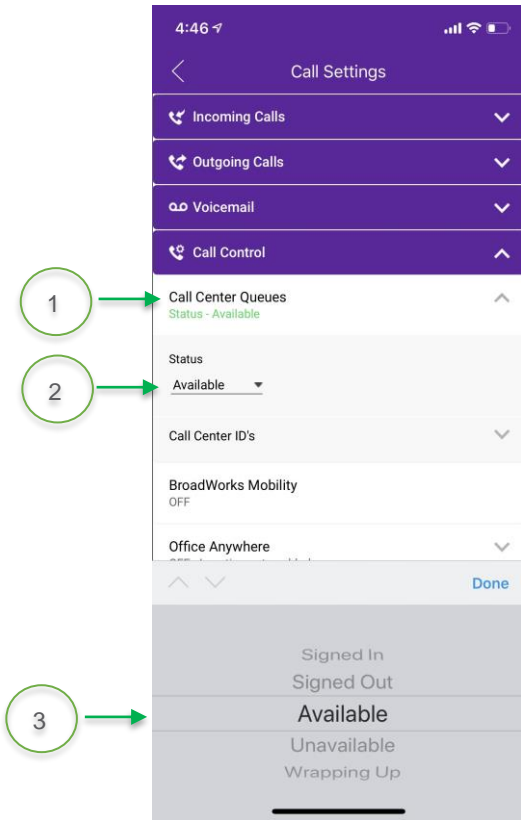 4:46
Call Settings
Incoming Calls
Outgoing Calls
Voicemail
Call Control
1
Call Center Queues
Status - Available
Status
2
Available
Call Center ID's
BroadWorks Mobility
OFF
Office Anywhere
Done
Signed In
Signed Out
3
Available
Unavailable
Wrapping Up